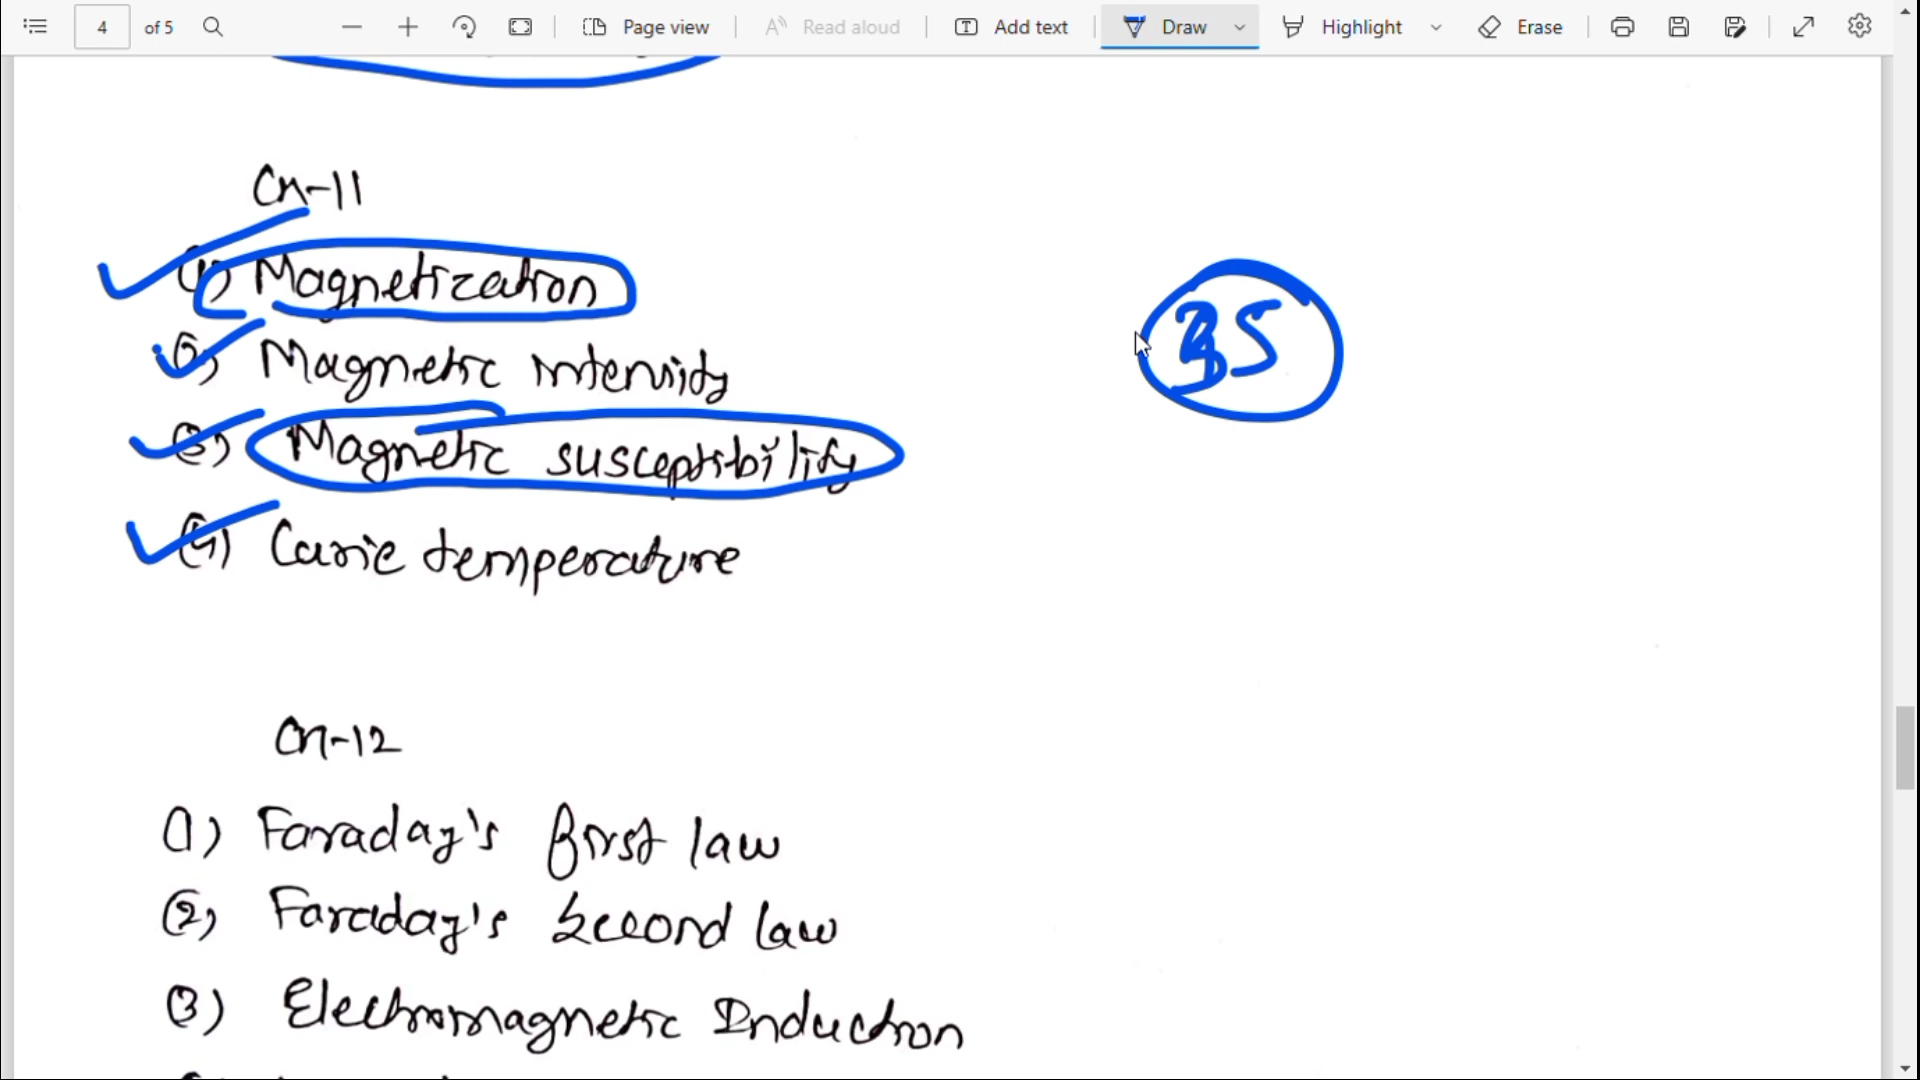 4 of 5 Page view Read aloud Add text Draw Highlight Erase
Ch-11
(1) Magnetization
(2) Magnetic intensity
35
(3) Magnetic susceptibility
(4) Curie temperature
Ch-12
(1) Faraday's first law
(2) Faraday's Second law
(3) Electromagnetic Induction